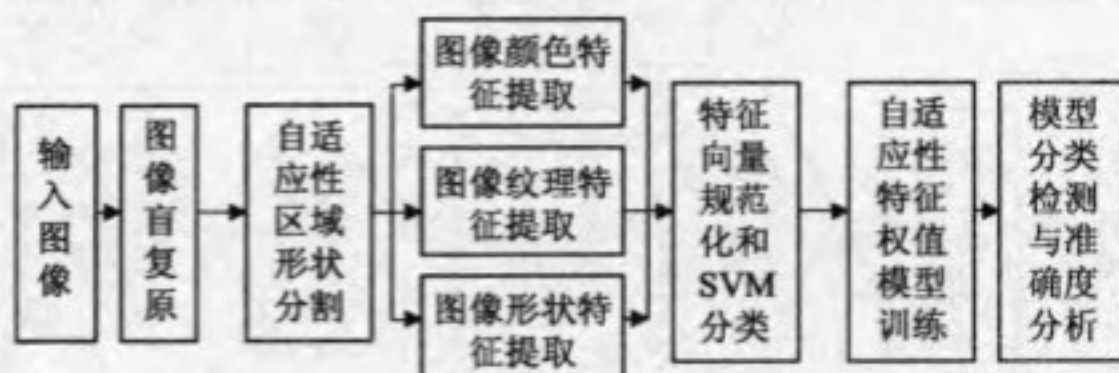 输
入
图
像
图
像
盲
复
原
自适
应性
区域
形状
分割
图像颜色特
征提取
图像纹理特
征提取
图像形状特
征提取
特征
向量
规范
化和
SVM
分类
自适
应性
特征
权值
模型
训练
模型
分类
检测
与准
确度
分析